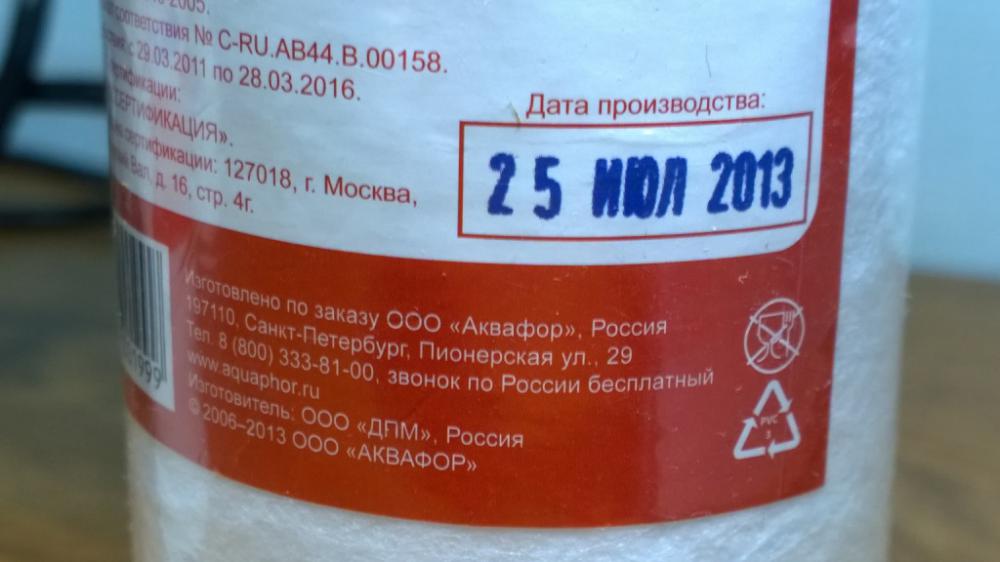 соответствия № C-RU.АВ44.В.00158.
с 29.03.2011 по 28.03.2016.
сертификации:
СЕРТИФИКАЦИЯ».
сертификации: 127018, г. Москва,
Вал, д. 16, стр. 4г.
Дата производства:
25 ИЮЛ 2013
Изготовлено по заказу ООО «Аквафор», Россия
197110, Санкт-Петербург, Пионерская ул., 29
Тел. 8 (800) 333-81-00, звонок по России бесплатный
www.aquaphor.ru
Изготовитель: ООО «ДПМ», Россия
© 2006–2013 ООО «АКВАФОР»
PVC
3